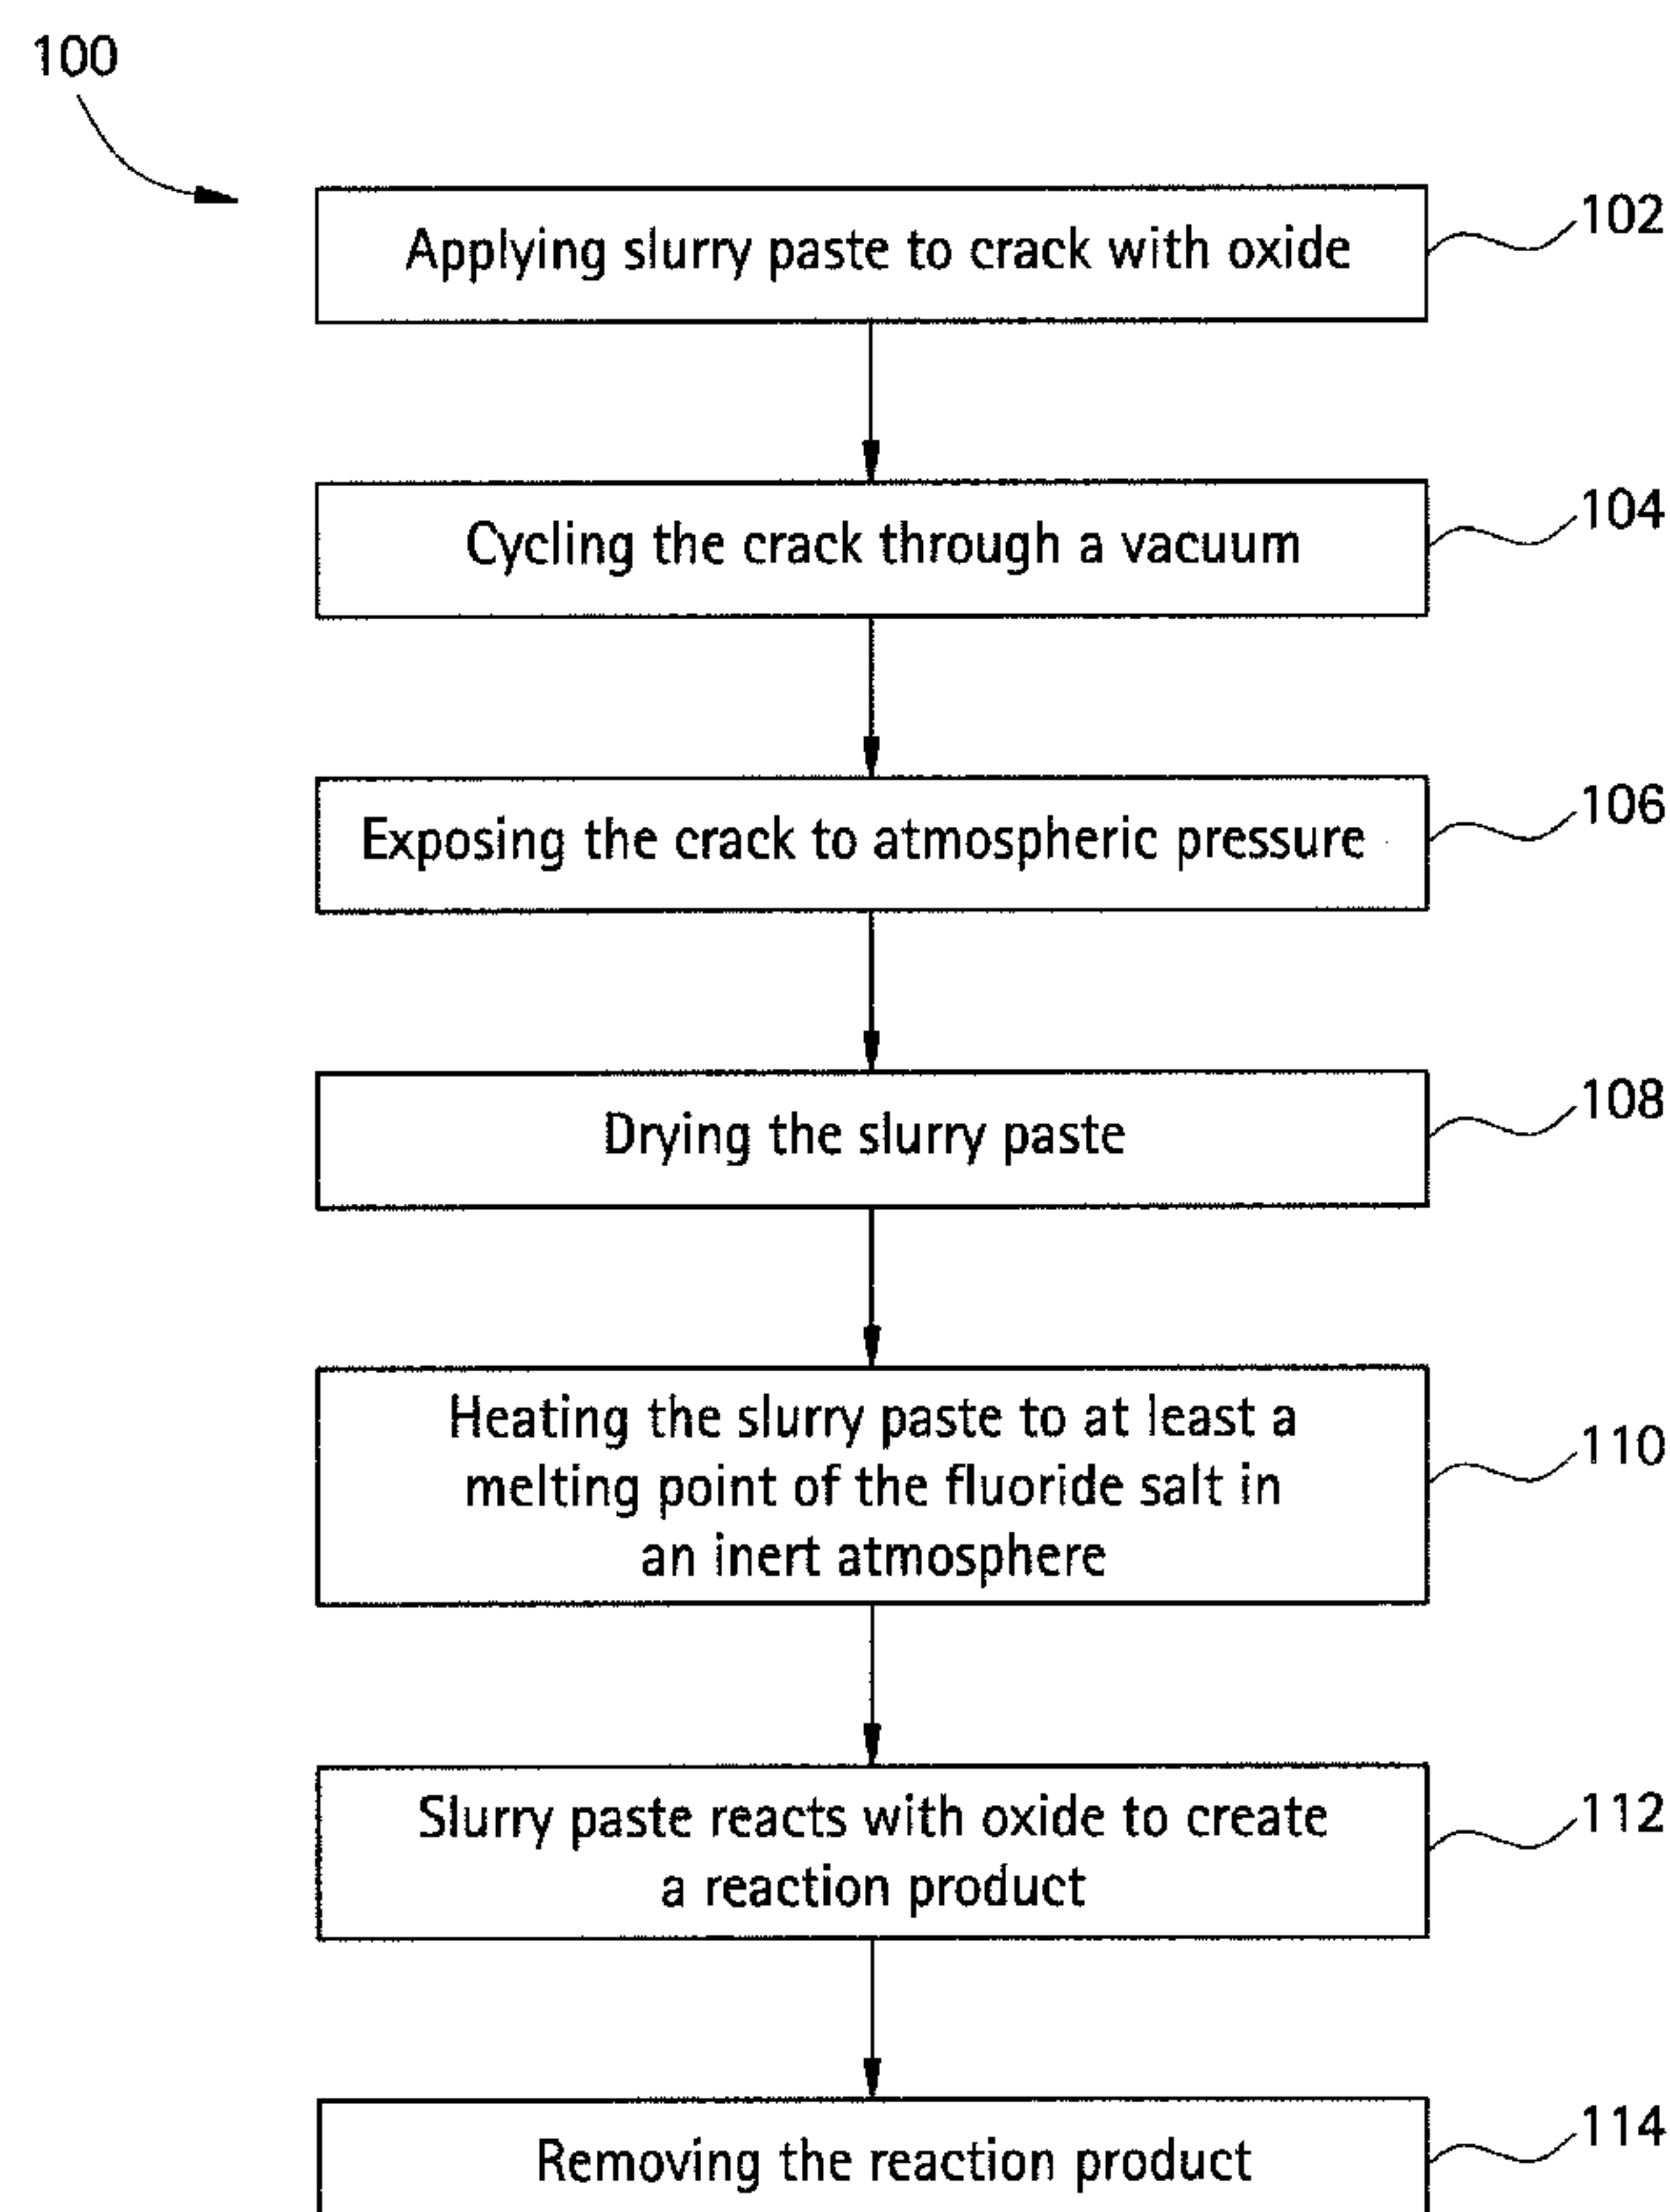 100
Applying slurry paste to crack with oxide
102
Cycling the crack through a vacuum
104
Exposing the crack to atmospheric pressure
106
Drying the slurry paste
108
Heating the slurry paste to at least a
melting point of the fluoride salt in
an inert atmosphere
110
Slurry paste reacts with oxide to create
a reaction product
112
Removing the reaction product
114